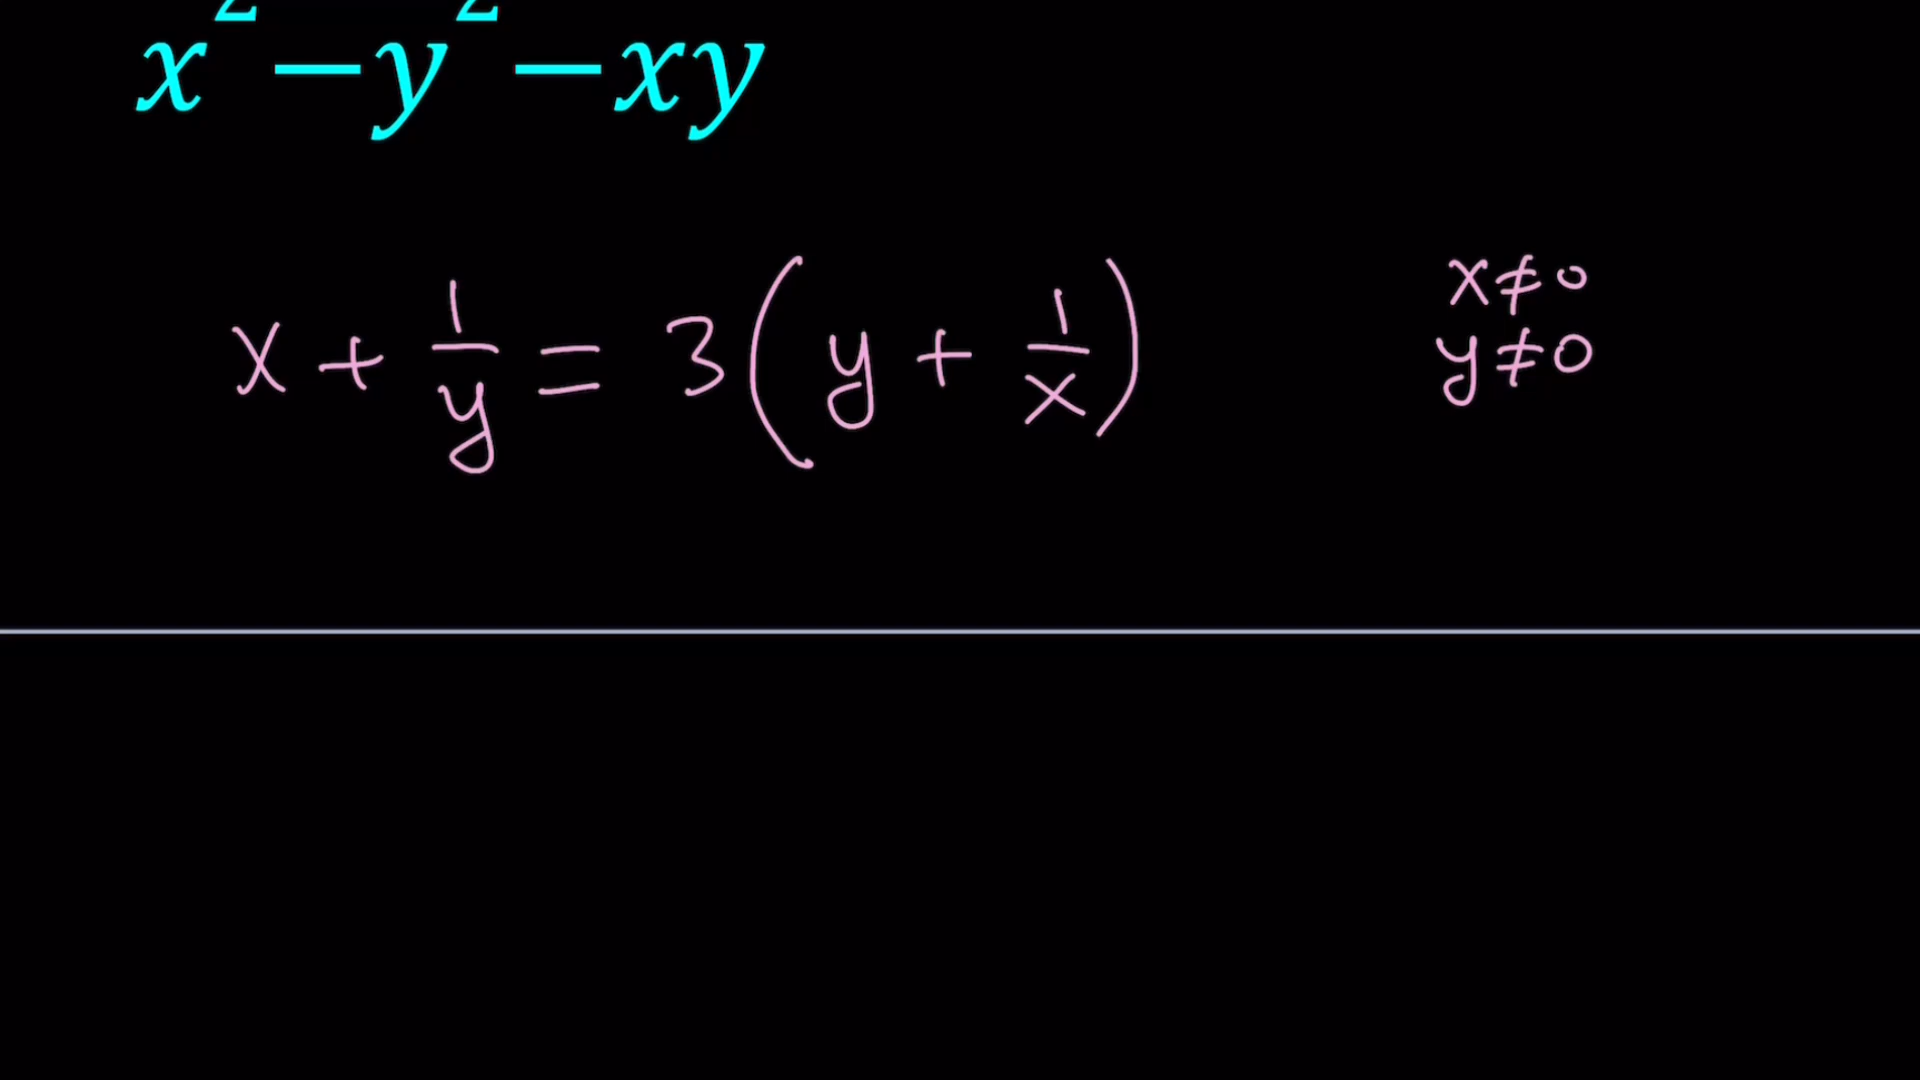 x² − y² − xy
x + 1/y = 3(y + 1/x)
x ≠ 0
y ≠ 0